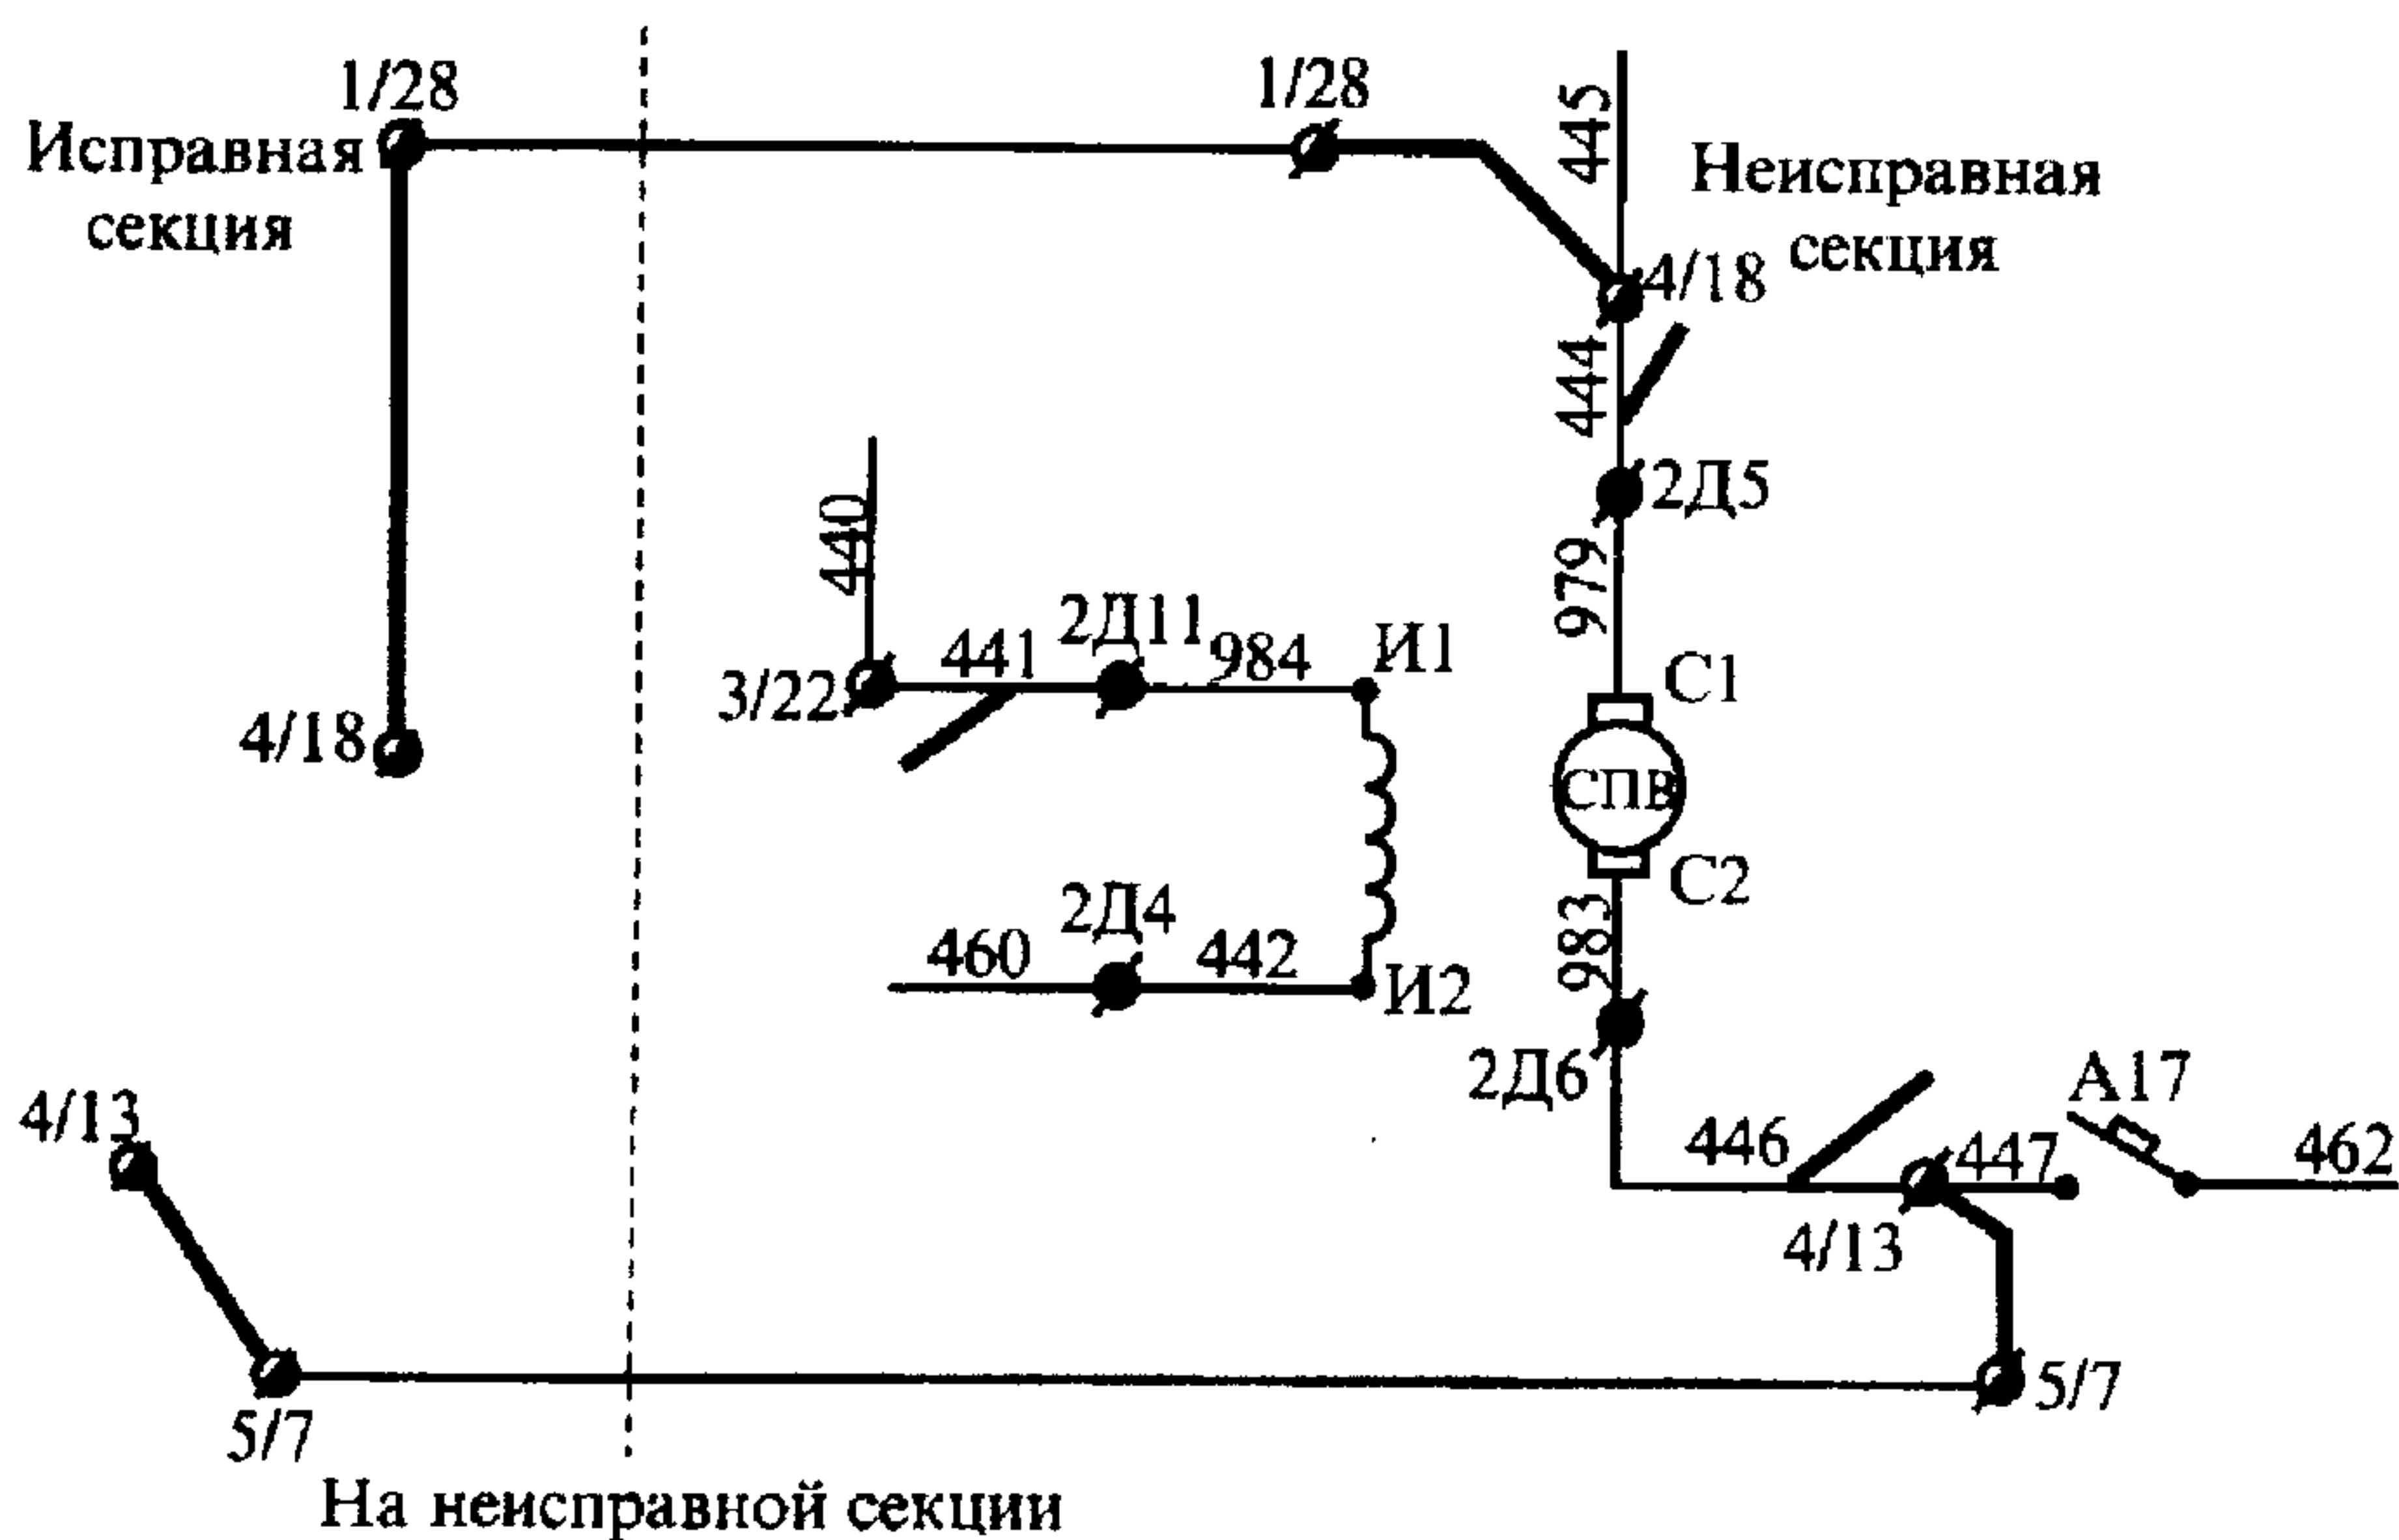 1/28
1/28
445
Исправная
секция
Неисправная
секция
4/18
444
2Д5
440
979
2Д11
441
984
И1
С1
3/22
4/18
СПВ
2Д4
С2
460
442
983
И2
2Д6
4/13
А17
446
447
462
4/13
5/7
5/7
На неисправной секции